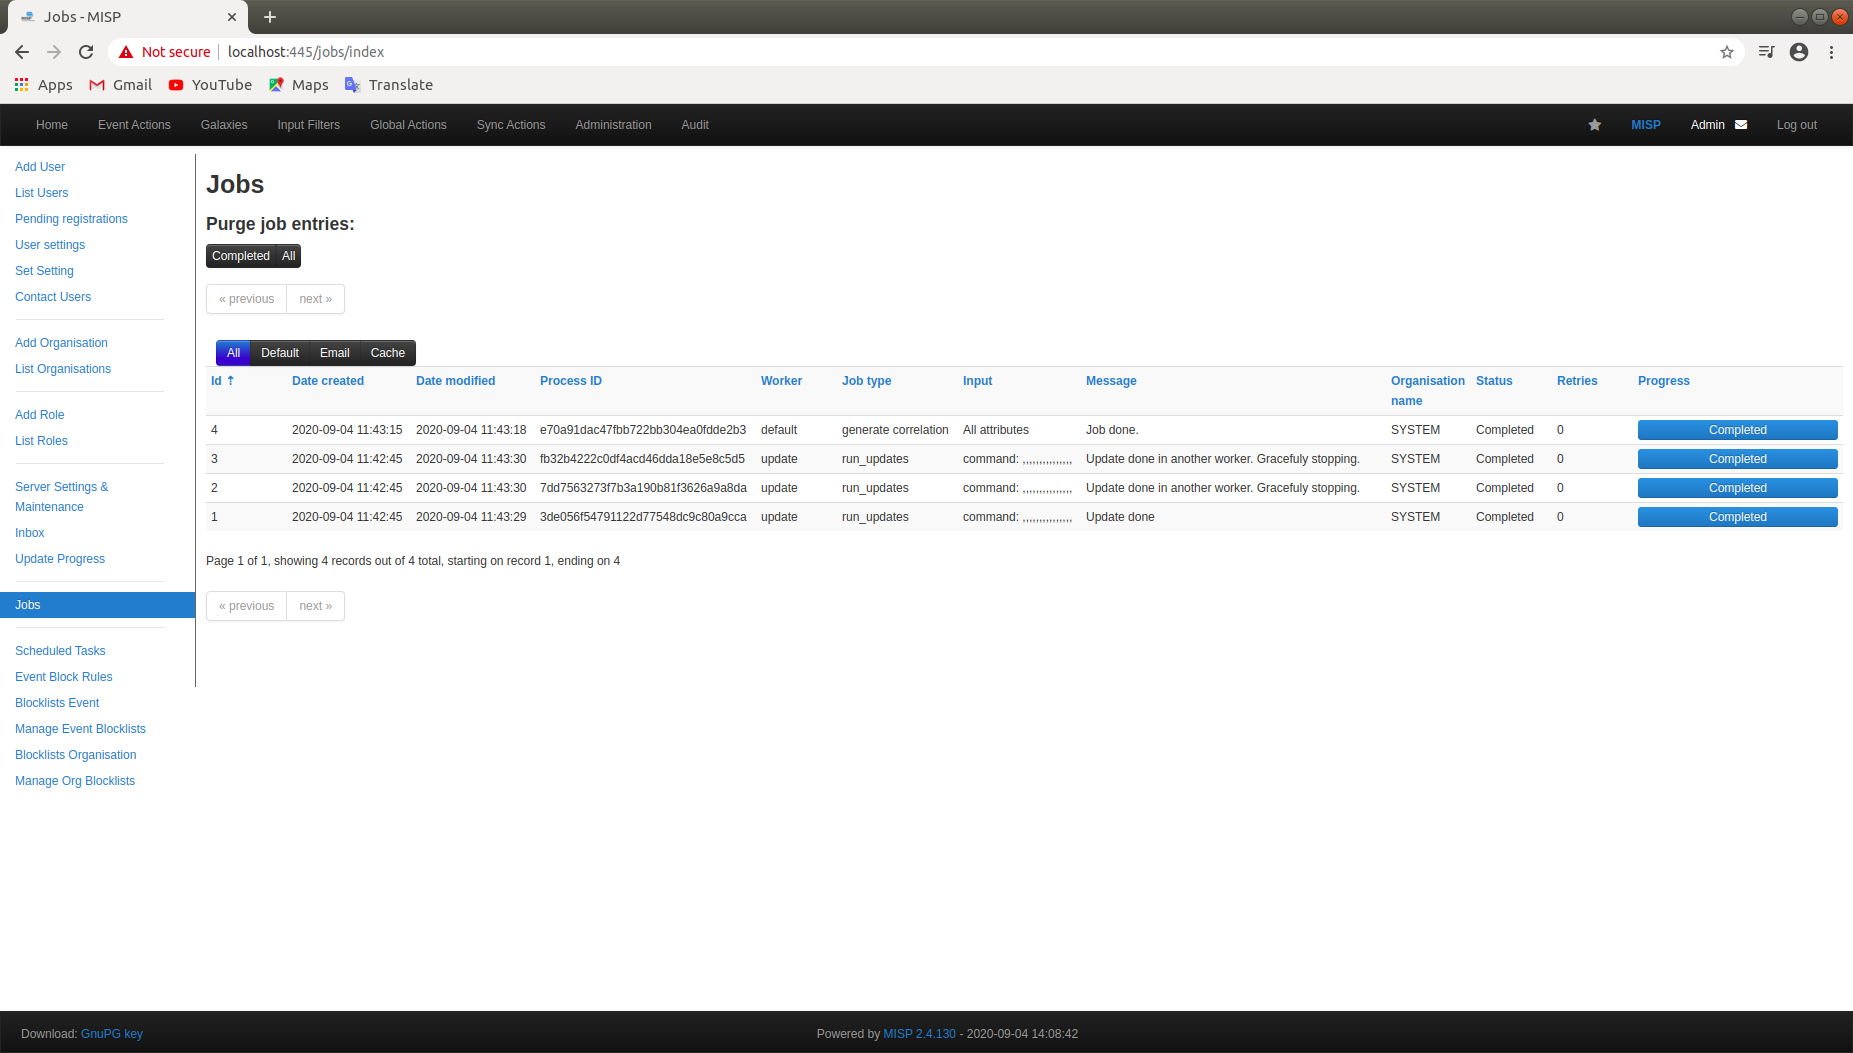 Jobs - MISP
Not secure localhost:445/jobs/index
Apps Gmail YouTube Maps Translate
Home Event Actions Galaxies Input Filters Global Actions Sync Actions Administration Audit MISP Admin Log out
Add User
List Users
Pending registrations
User settings
Set Setting
Contact Users
Add Organisation
List Organisations
Add Role
List Roles
Server Settings &
Maintenance
Inbox
Update Progress
Jobs
Scheduled Tasks
Event Block Rules
Blocklists Event
Manage Event Blocklists
Blocklists Organisation
Manage Org Blocklists
Jobs
Purge job entries:
Completed All
« previous next »
All Default Email Cache
Id ↑ Date created Date modified Process ID Worker Job type Input Message Organisation name Status Retries Progress
4 2020-09-04 11:43:15 2020-09-04 11:43:18 e70a91dac47fbb722bb304ea0fdde2b3 default generate correlation All attributes Job done. SYSTEM Completed 0 Completed
3 2020-09-04 11:42:45 2020-09-04 11:43:30 fb32b4222c0df4acd46dda18e5e8c5d5 update run_updates command: ,,,,,,,,,,,,,,, Update done in another worker. Gracefuly stopping. SYSTEM Completed 0 Completed
2 2020-09-04 11:42:45 2020-09-04 11:43:30 7dd7563273f7b3a190b81f3626a9a8da update run_updates command: ,,,,,,,,,,,,,,, Update done in another worker. Gracefuly stopping. SYSTEM Completed 0 Completed
1 2020-09-04 11:42:45 2020-09-04 11:43:29 3de056f54791122d77548dc9c80a9cca update run_updates command: ,,,,,,,,,,,,,,, Update done SYSTEM Completed 0 Completed
Page 1 of 1, showing 4 records out of 4 total, starting on record 1, ending on 4
« previous next »
Download: GnuPG key
Powered by MISP 2.4.130 - 2020-09-04 14:08:42